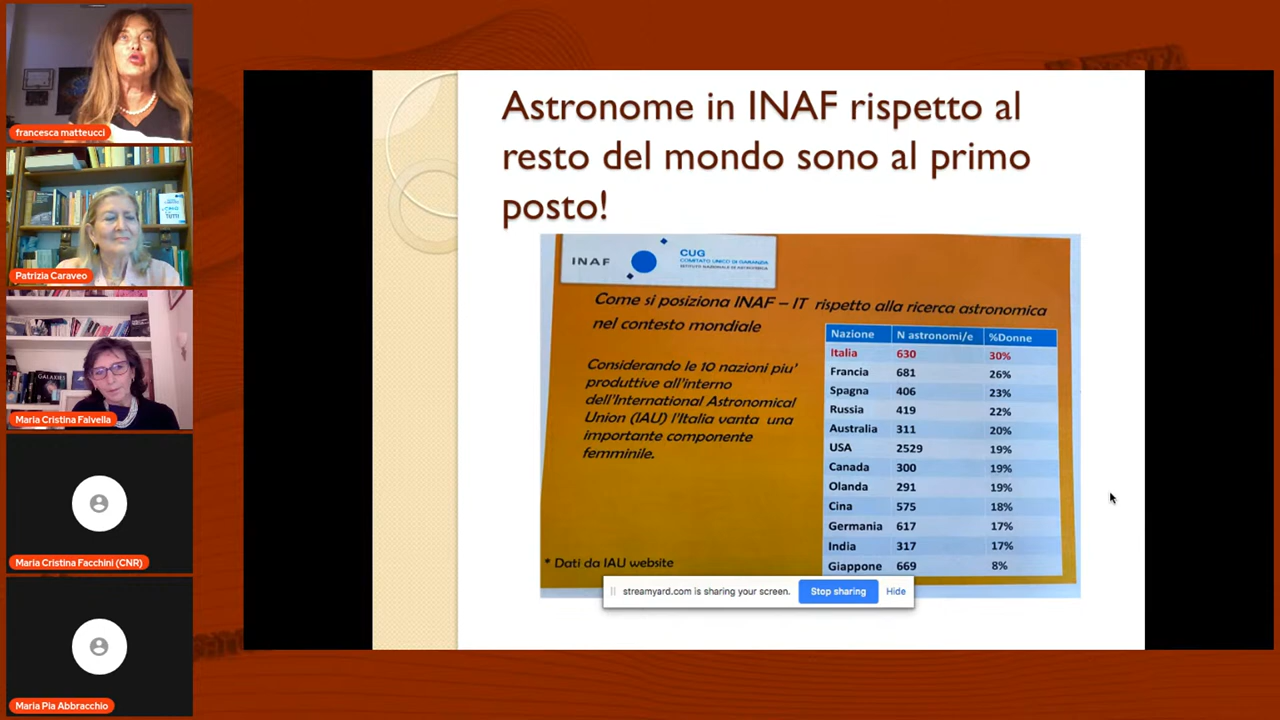 francesca matteucci
Patrizia Caraveo
Maria Cristina Falvella
Maria Cristina Facchini (CNR)
Maria Pia Abbracchio
Astronome in INAF rispetto al
resto del mondo sono al primo
posto!
INAF
CUG
COMITATO UNICO DI GARANZIA
ISTITUTO NAZIONALE DI ASTROFISICA
Come si posiziona INAF – IT rispetto alla ricerca astronomica
nel contesto mondiale
Considerando le 10 nazioni piu'
produttive all'interno
dell'International Astronomical
Union (IAU) l'Italia vanta una
importante componente
femminile.
Nazione N astronomi/e %Donne
Italia 630 30%
Francia 681 26%
Spagna 406 23%
Russia 419 22%
Australia 311 20%
USA 2529 19%
Canada 300 19%
Olanda 291 19%
Cina 575 18%
Germania 617 17%
India 317 17%
Giappone 669 8%
* Dati da IAU website
streamyard.com is sharing your screen. Stop sharing Hide
GALAXIES